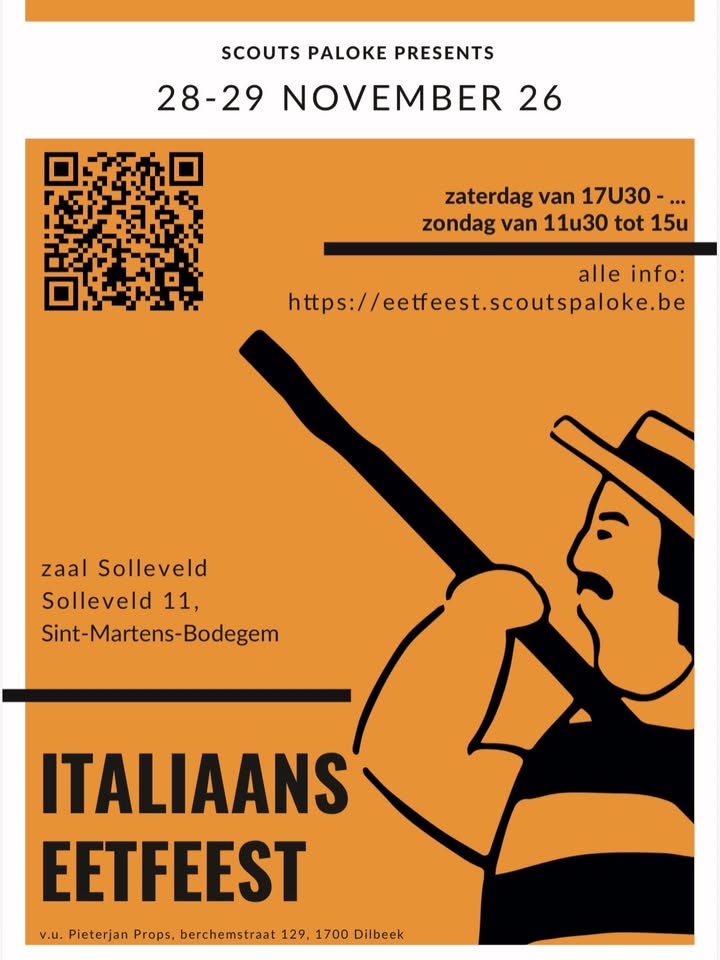 SCOUTS PALOKE PRESENTS
28-29 NOVEMBER 26
zaterdag van 17U30 - ...
zondag van 11u30 tot 15u
alle info:
https://eetfeest.scoutspaloke.be
zaal Solleveld
Solleveld 11,
Sint-Martens-Bodegem
ITALIAANS
EETFEEST
v.u. Pieterjan Props, berchemstraat 129, 1700 Dilbeek